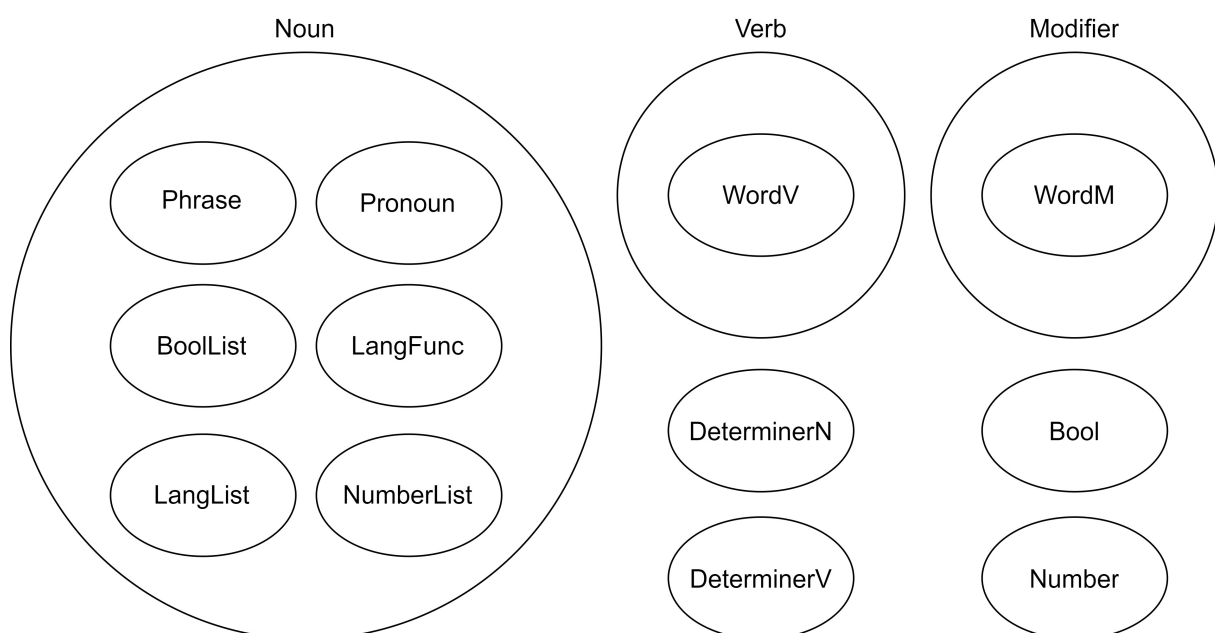 Noun
Verb
Modifier
Phrase
Pronoun
WordV
WordM
BoolList
LangFunc
DeterminerN
Bool
LangList
NumberList
DeterminerV
Number